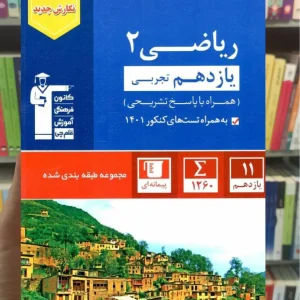 نگارش جدید
ریاضی ۲
یازدهم تجربی
(همراه با پاسخ تشریحی)
به همراه تست‌های کنکور ۱۴۰۱
کانون
فرهنگی
آموزش
قلم‌چی
مجموعه طبقه بندی شده
پیمانه‌ای
Σ
۱۲۶۰
۱۱
یازدهم